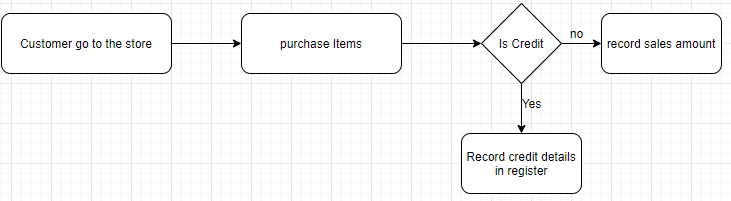 Customer go to the store
purchase Items
Is Credit
no
record sales amount
Yes
Record credit details
in register